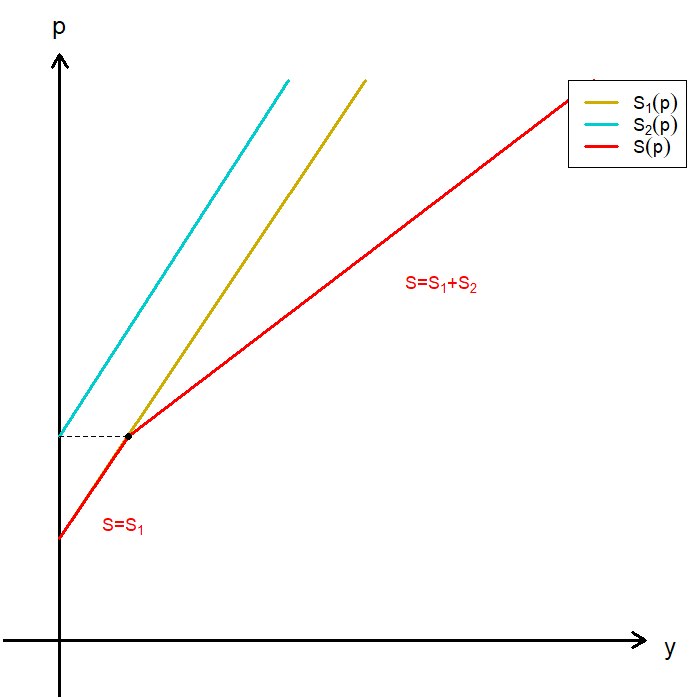 p
S₁(p)
S₂(p)
S(p)
S=S₁+S₂
S=S₁
y